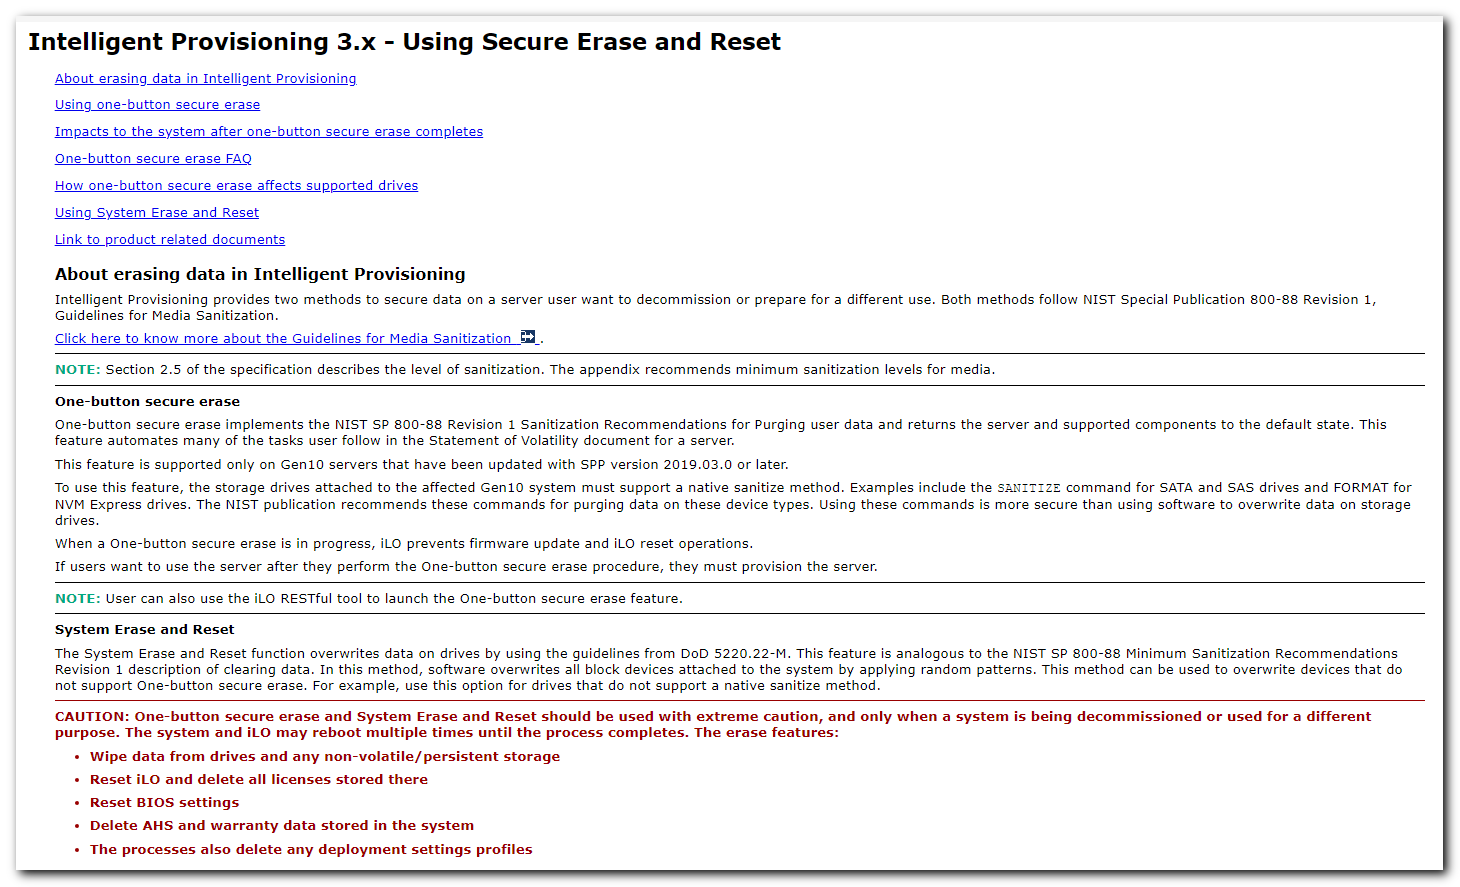 Intelligent Provisioning 3.x - Using Secure Erase and Reset
About erasing data in Intelligent Provisioning
Using one-button secure erase
Impacts to the system after one-button secure erase completes
One-button secure erase FAQ
How one-button secure erase affects supported drives
Using System Erase and Reset
Link to product related documents
About erasing data in Intelligent Provisioning
Intelligent Provisioning provides two methods to secure data on a server user want to decommission or prepare for a different use. Both methods follow NIST Special Publication 800-88 Revision 1,
Guidelines for Media Sanitization.
Click here to know more about the Guidelines for Media Sanitization .
NOTE: Section 2.5 of the specification describes the level of sanitization. The appendix recommends minimum sanitization levels for media.
One-button secure erase
One-button secure erase implements the NIST SP 800-88 Revision 1 Sanitization Recommendations for Purging user data and returns the server and supported components to the default state. This
feature automates many of the tasks user follow in the Statement of Volatility document for a server.
This feature is supported only on Gen10 servers that have been updated with SPP version 2019.03.0 or later.
To use this feature, the storage drives attached to the affected Gen10 system must support a native sanitize method. Examples include the SANITIZE command for SATA and SAS drives and FORMAT for
NVM Express drives. The NIST publication recommends these commands for purging data on these device types. Using these commands is more secure than using software to overwrite data on storage
drives.
When a One-button secure erase is in progress, iLO prevents firmware update and iLO reset operations.
If users want to use the server after they perform the One-button secure erase procedure, they must provision the server.
NOTE: User can also use the iLO RESTful tool to launch the One-button secure erase feature.
System Erase and Reset
The System Erase and Reset function overwrites data on drives by using the guidelines from DoD 5220.22-M. This feature is analogous to the NIST SP 800-88 Minimum Sanitization Recommendations
Revision 1 description of clearing data. In this method, software overwrites all block devices attached to the system by applying random patterns. This method can be used to overwrite devices that do
not support One-button secure erase. For example, use this option for drives that do not support a native sanitize method.
CAUTION: One-button secure erase and System Erase and Reset should be used with extreme caution, and only when a system is being decommissioned or used for a different
purpose. The system and iLO may reboot multiple times until the process completes. The erase features:
• Wipe data from drives and any non-volatile/persistent storage
• Reset iLO and delete all licenses stored there
• Reset BIOS settings
• Delete AHS and warranty data stored in the system
• The processes also delete any deployment settings profiles